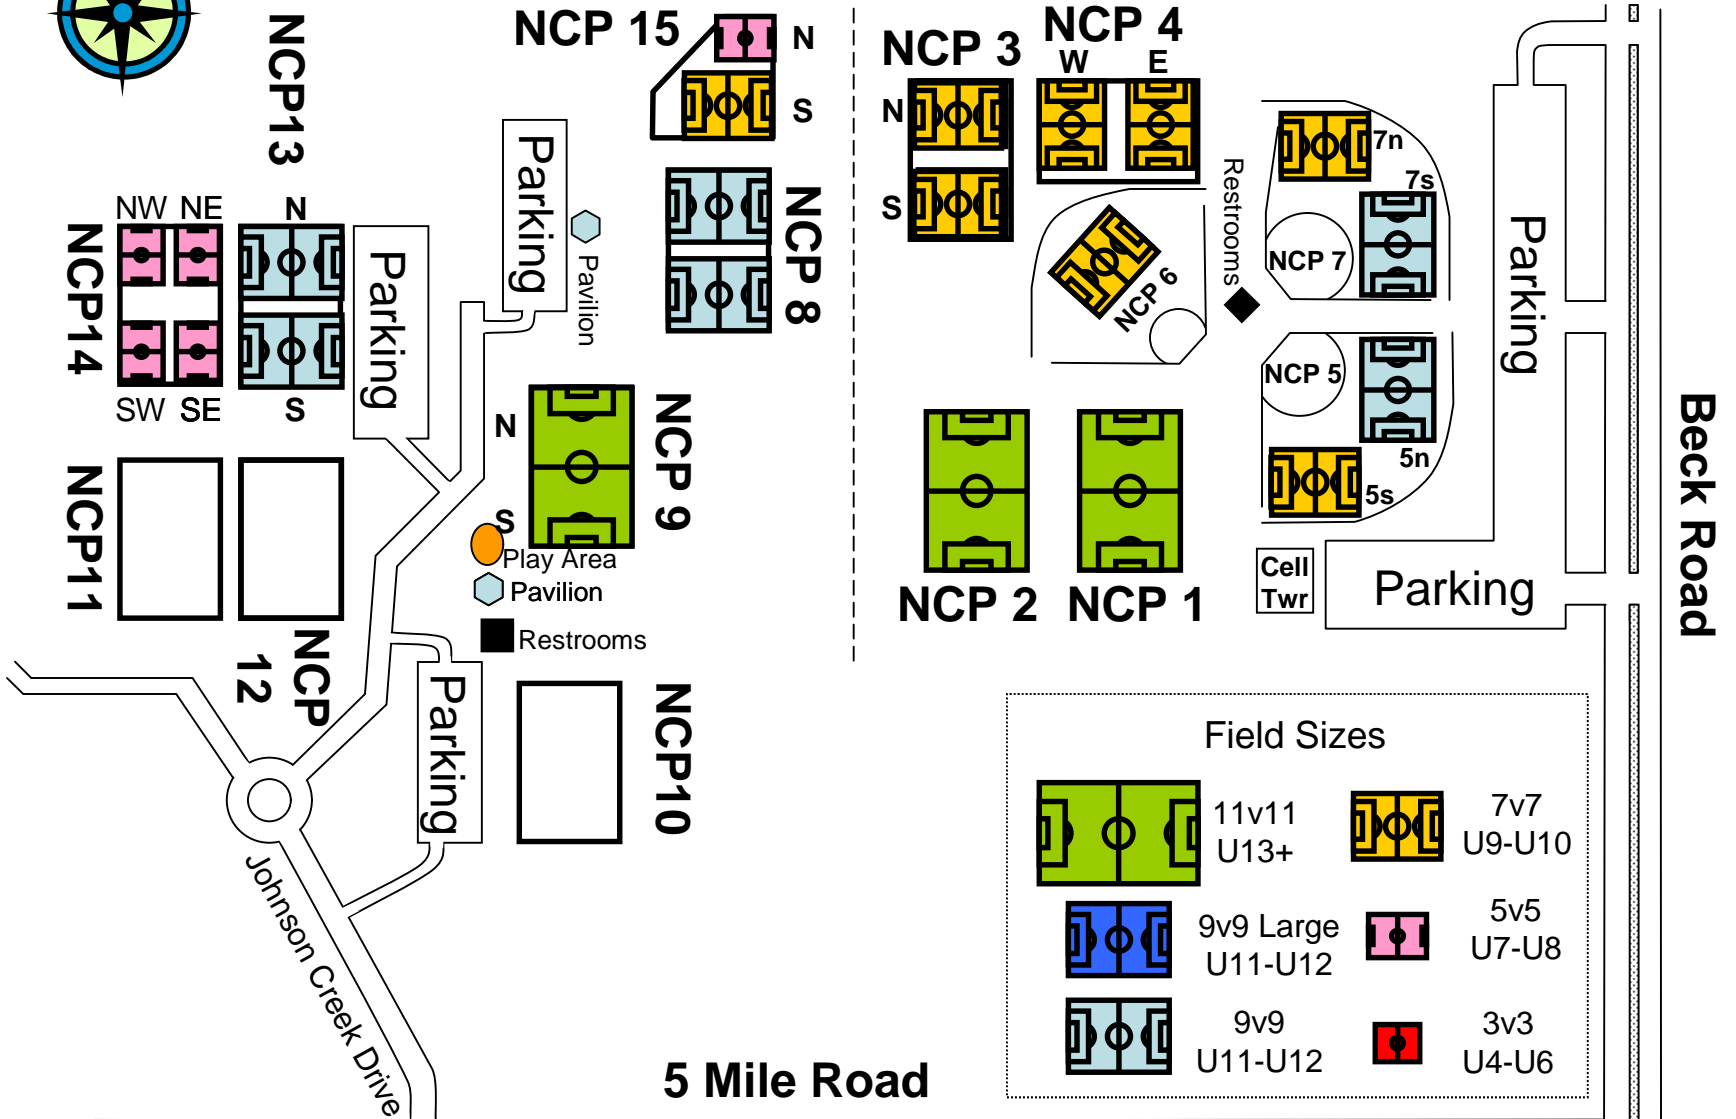 NCP13
NCP 15
N
S
NCP 3
N
S
NCP 4
W
E
7n
7s
NCP 7
Restrooms
NCP 6
NCP 5
5n
5s
Parking
Parking
Beck Road
Cell
Twr
NCP 2
NCP 1
NCP 8
Parking
Pavilion
NW
NE
N
NCP14
SW
SE
S
Parking
N
S
NCP 9
Play Area
Pavilion
Restrooms
NCP11
NCP
12
Parking
NCP10
Johnson Creek Drive
5 Mile Road
Field Sizes
11v11
U13+
7v7
U9-U10
9v9 Large
U11-U12
5v5
U7-U8
9v9
U11-U12
3v3
U4-U6